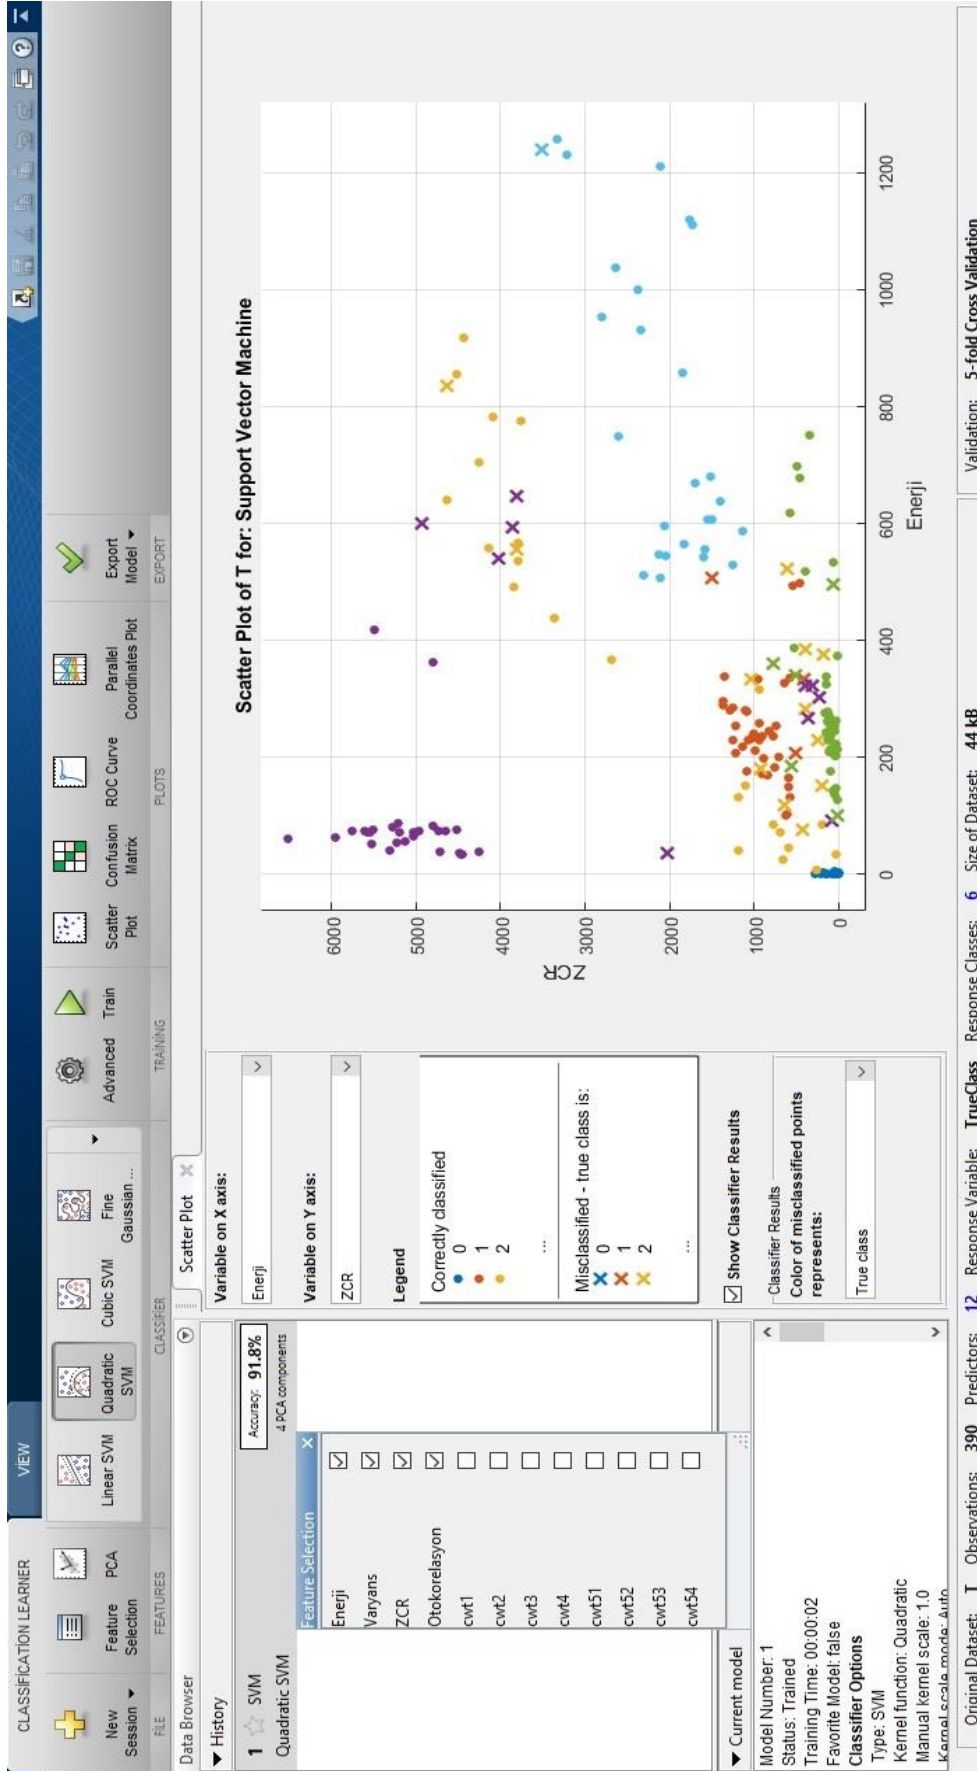 CLASSIFICATION LEARNER
VIEW
New
Session
Feature
Selection
PCA
Linear SVM
Quadratic
SVM
Cubic SVM
Fine
Gaussian ...
Advanced
Train
Scatter
Plot
Confusion
Matrix
ROC Curve
Parallel
Coordinates Plot
Export
Model
FILE
FEATURES
CLASSIFIER
TRAINING
PLOTS
EXPORT
Data Browser
History
1 SVM
Accuracy: 91.8%
Quadratic SVM
4 PCA components
Feature Selection
Enerji
Varyans
ZCR
Otokorelasyon
cwt1
cwt2
cwt3
cwt4
cwt51
cwt52
cwt53
cwt54
Current model
Model Number: 1
Status: Trained
Training Time: 00:00:02
Favorite Model: false
Classifier Options
Type: SVM
Kernel function: Quadratic
Manual kernel scale: 1.0
Kernel scale mode: Auto
Scatter Plot
Variable on X axis:
Enerji
Variable on Y axis:
ZCR
Legend
Correctly classified
0
1
2
...
Misclassified - true class is:
0
1
2
...
Show Classifier Results
Classifier Results
Color of misclassified points
represents:
True class
Scatter Plot of T for: Support Vector Machine
6000
5000
4000
3000
2000
1000
0
ZCR
0
200
400
600
800
1000
1200
Enerji
Original Dataset: T Observations: 390 Predictors: 12 Response Variable: TrueClass Response Classes: 6 Size of Dataset: 44 kB
Validation: 5-fold Cross Validation